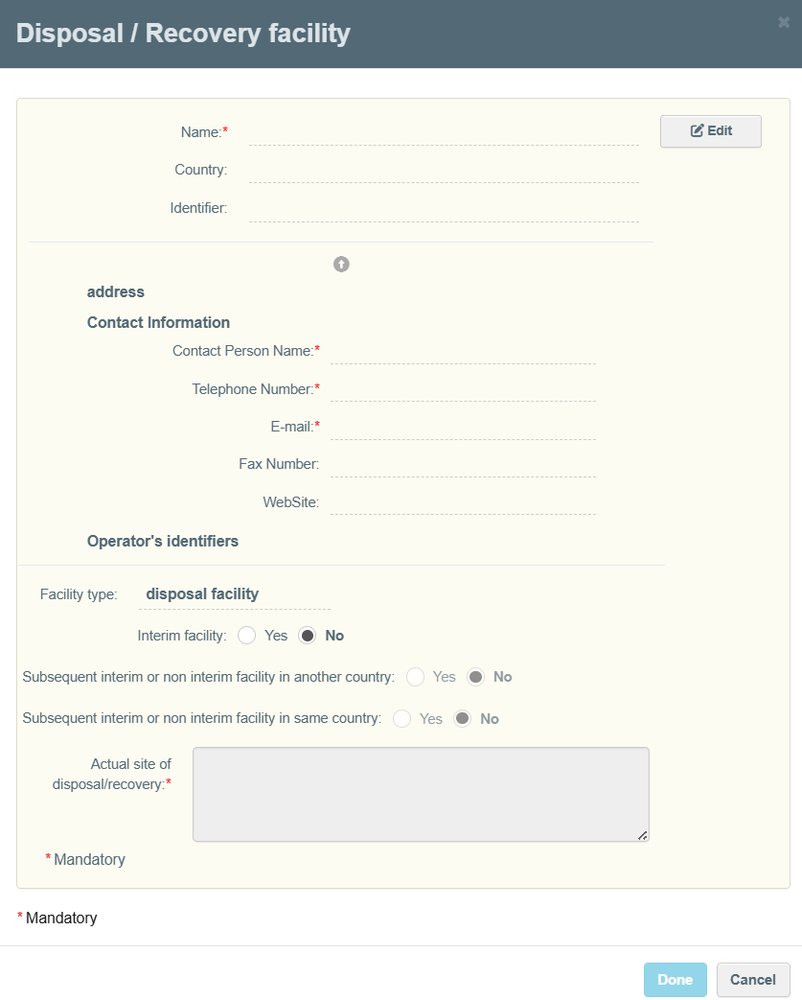 Disposal / Recovery facility
Name:*
Edit
Country:
Identifier:
address
Contact Information
Contact Person Name:*
Telephone Number:*
E-mail:*
Fax Number:
WebSite:
Operator's identifiers
Facility type: disposal facility
Interim facility: Yes No
Subsequent interim or non interim facility in another country: Yes No
Subsequent interim or non interim facility in same country: Yes No
Actual site of
disposal/recovery:*
* Mandatory
* Mandatory
Done Cancel